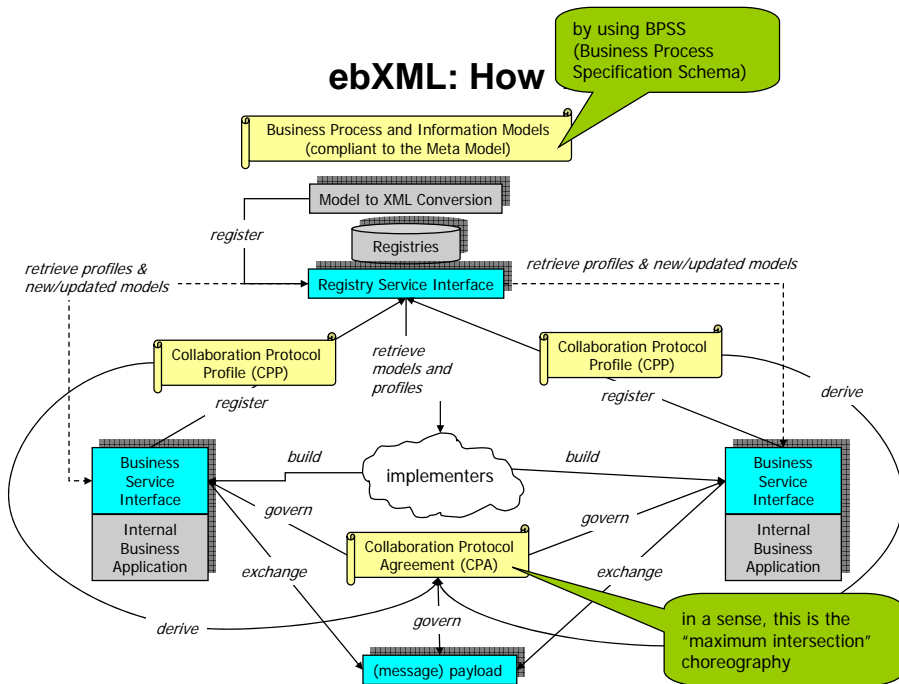 by using BPSS
(Business Process
Specification Schema)
ebXML: How
Business Process and Information Models
(compliant to the Meta Model)
Model to XML Conversion
register
Registries
retrieve profiles &
new/updated models
retrieve profiles & new/updated models
Registry Service Interface
Collaboration Protocol
Profile (CPP)
retrieve
models and
profiles
Collaboration Protocol
Profile (CPP)
register
register
derive
build
implementers
build
Business
Service
Interface
Business
Service
Interface
govern
govern
Internal
Business
Application
Collaboration Protocol
Agreement (CPA)
Internal
Business
Application
exchange
exchange
derive
govern
in a sense, this is the
“maximum intersection”
choreography
(message) payload